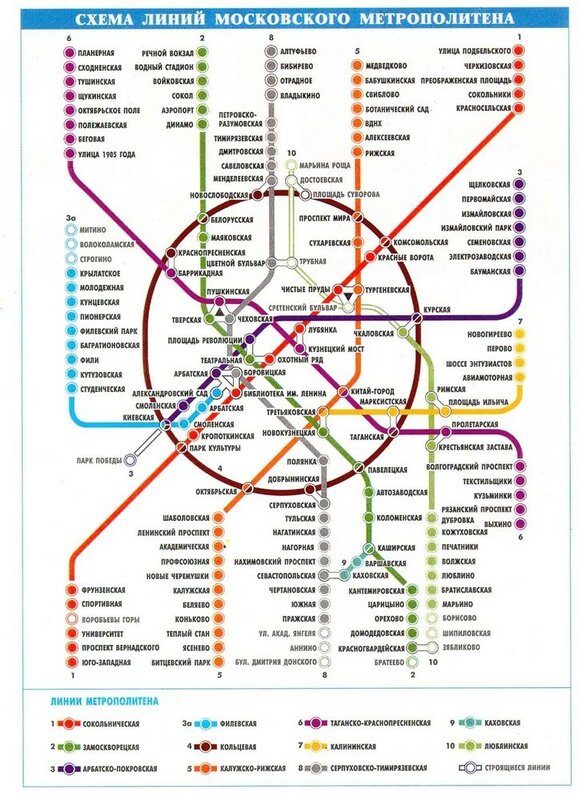 СХЕМА ЛИНИЙ МОСКОВСКОГО МЕТРОПОЛИТЕНА
6
ПЛАНЕРНАЯ
СХОДНЕНСКАЯ
ТУШИНСКАЯ
ЩУКИНСКАЯ
ОКТЯБРЬСКОЕ ПОЛЕ
ПОЛЕЖАЕВСКАЯ
БЕГОВАЯ
УЛИЦА 1905 ГОДА
2
РЕЧНОЙ ВОКЗАЛ
ВОДНЫЙ СТАДИОН
ВОЙКОВСКАЯ
СОКОЛ
АЭРОПОРТ
ДИНАМО
8
АЛТУФЬЕВО
БИБИРЕВО
ОТРАДНОЕ
ВЛАДЫКИНО
ПЕТРОВСКО-
РАЗУМОВСКАЯ
ТИМИРЯЗЕВСКАЯ
ДМИТРОВСКАЯ
САВЕЛОВСКАЯ
МЕНДЕЛЕЕВСКАЯ
НОВОСЛОБОДСКАЯ
10
МАРЬИНА РОЩА
ДОСТОЕВСКАЯ
ПЛОЩАДЬ СУВОРОВА
5
МЕДВЕДКОВО
БАБУШКИНСКАЯ
СВИБЛОВО
БОТАНИЧЕСКИЙ САД
ВДНХ
АЛЕКСЕЕВСКАЯ
РИЖСКАЯ
1
УЛИЦА ПОДБЕЛЬСКОГО
ЧЕРКИЗОВСКАЯ
ПРЕОБРАЖЕНСКАЯ ПЛОЩАДЬ
СОКОЛЬНИКИ
КРАСНОСЕЛЬСКАЯ
3
ЩЕЛКОВСКАЯ
ПЕРВОМАЙСКАЯ
ИЗМАЙЛОВСКАЯ
ИЗМАЙЛОВСКИЙ ПАРК
СЕМЕНОВСКАЯ
ЭЛЕКТРОЗАВОДСКАЯ
БАУМАНСКАЯ
3а
МИТИНО
ВОЛОКОЛАМСКАЯ
СТРОГИНО
КРЫЛАТСКОЕ
МОЛОДЕЖНАЯ
КУНЦЕВСКАЯ
ПИОНЕРСКАЯ
ФИЛЕВСКИЙ ПАРК
БАГРАТИОНОВСКАЯ
ФИЛИ
КУТУЗОВСКАЯ
СТУДЕНЧЕСКАЯ
БЕЛОРУССКАЯ
МАЯКОВСКАЯ
КРАСНОПРЕСНЕНСКАЯ
ЦВЕТНОЙ БУЛЬВАР
БАРРИКАДНАЯ
ТРУБНАЯ
ПРОСПЕКТ МИРА
СУХАРЕВСКАЯ
КОМСОМОЛЬСКАЯ
КРАСНЫЕ ВОРОТА
ЧИСТЫЕ ПРУДЫ
ТУРГЕНЕВСКАЯ
СРЕТЕНСКИЙ БУЛЬВАР
ПУШКИНСКАЯ
ТВЕРСКАЯ
ЧЕХОВСКАЯ
КУРСКАЯ
ЧКАЛОВСКАЯ
ЛУБЯНКА
КУЗНЕЦКИЙ МОСТ
ПЛОЩАДЬ РЕВОЛЮЦИИ
ТЕАТРАЛЬНАЯ
ОХОТНЫЙ РЯД
АРБАТСКАЯ
БОРОВИЦКАЯ
АЛЕКСАНДРОВСКИЙ САД
БИБЛИОТЕКА ИМ. ЛЕНИНА
СМОЛЕНСКАЯ
АРБАТСКАЯ
КИЕВСКАЯ
СМОЛЕНСКАЯ
КРОПОТКИНСКАЯ
ПАРК КУЛЬТУРЫ
ПАРК ПОБЕДЫ
3
7
НОВОГИРЕЕВО
ПЕРОВО
ШОССЕ ЭНТУЗИАСТОВ
АВИАМОТОРНАЯ
РИМСКАЯ
ПЛОЩАДЬ ИЛЬИЧА
КИТАЙ-ГОРОД
МАРКСИСТСКАЯ
ТРЕТЬЯКОВСКАЯ
НОВОКУЗНЕЦКАЯ
ТАГАНСКАЯ
ПРОЛЕТАРСКАЯ
КРЕСТЬЯНСКАЯ ЗАСТАВА
ПОЛЯНКА
ПАВЕЛЕЦКАЯ
4
ДОБРЫНИНСКАЯ
ОКТЯБРЬСКАЯ
СЕРПУХОВСКАЯ
ВОЛГОГРАДСКИЙ ПРОСПЕКТ
ТЕКСТИЛЬЩИКИ
КУЗЬМИНКИ
РЯЗАНСКИЙ ПРОСПЕКТ
ВЫХИНО
6
АВТОЗАВОДСКАЯ
КОЛОМЕНСКАЯ
КАШИРСКАЯ
9
ВАРШАВСКАЯ
КАХОВСКАЯ
ШАБОЛОВСКАЯ
ЛЕНИНСКИЙ ПРОСПЕКТ
АКАДЕМИЧЕСКАЯ
ПРОФСОЮЗНАЯ
НОВЫЕ ЧЕРЕМУШКИ
КАЛУЖСКАЯ
БЕЛЯЕВО
КОНЬКОВО
ТЕПЛЫЙ СТАН
ЯСЕНЕВО
БИТЦЕВСКИЙ ПАРК
5
ТУЛЬСКАЯ
НАГАТИНСКАЯ
НАГОРНАЯ
НАХИМОВСКИЙ ПРОСПЕКТ
СЕВАСТОПОЛЬСКАЯ
ЧЕРТАНОВСКАЯ
ЮЖНАЯ
ПРАЖСКАЯ
УЛ. АКАД. ЯНГЕЛЯ
АННИНО
БУЛ. ДМИТРИЯ ДОНСКОГО
8
ДУБРОВКА
КОЖУХОВСКАЯ
ПЕЧАТНИКИ
ВОЛЖСКАЯ
ЛЮБЛИНО
БРАТИСЛАВСКАЯ
МАРЬИНО
БОРИСОВО
ШИПИЛОВСКАЯ
ЗЯБЛИКОВО
10
КАНТЕМИРОВСКАЯ
ЦАРИЦЫНО
ОРЕХОВО
ДОМОДЕДОВСКАЯ
КРАСНОГВАРДЕЙСКАЯ
БРАТЕЕВО
2
ФРУНЗЕНСКАЯ
СПОРТИВНАЯ
ВОРОБЬЕВЫ ГОРЫ
УНИВЕРСИТЕТ
ПРОСПЕКТ ВЕРНАДСКОГО
ЮГО-ЗАПАДНАЯ
1
ЛИНИИ МЕТРОПОЛИТЕНА
1 СОКОЛЬНИЧЕСКАЯ
2 ЗАМОСКВОРЕЦКАЯ
3 АРБАТСКО-ПОКРОВСКАЯ
3а ФИЛЕВСКАЯ
4 КОЛЬЦЕВАЯ
5 КАЛУЖСКО-РИЖСКАЯ
6 ТАГАНСКО-КРАСНОПРЕСНЕНСКАЯ
7 КАЛИНИНСКАЯ
8 СЕРПУХОВСКО-ТИМИРЯЗЕВСКАЯ
9 КАХОВСКАЯ
10 ЛЮБЛИНСКАЯ
СТРОЯЩИЕСЯ ЛИНИИ